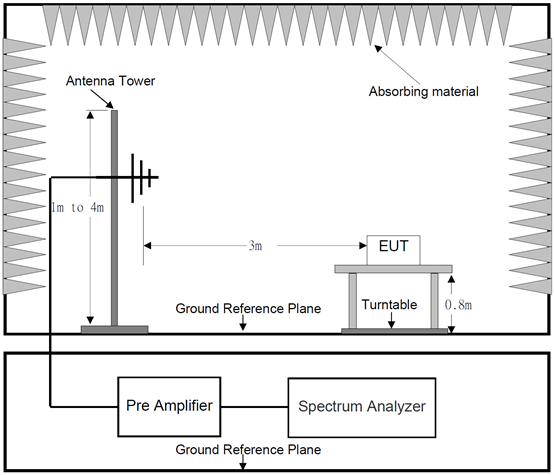 Antenna Tower
Absorbing material
1m to 4m
3m
EUT
Ground Reference Plane
Turntable
0.8m
Pre Amplifier
Spectrum Analyzer
Ground Reference Plane